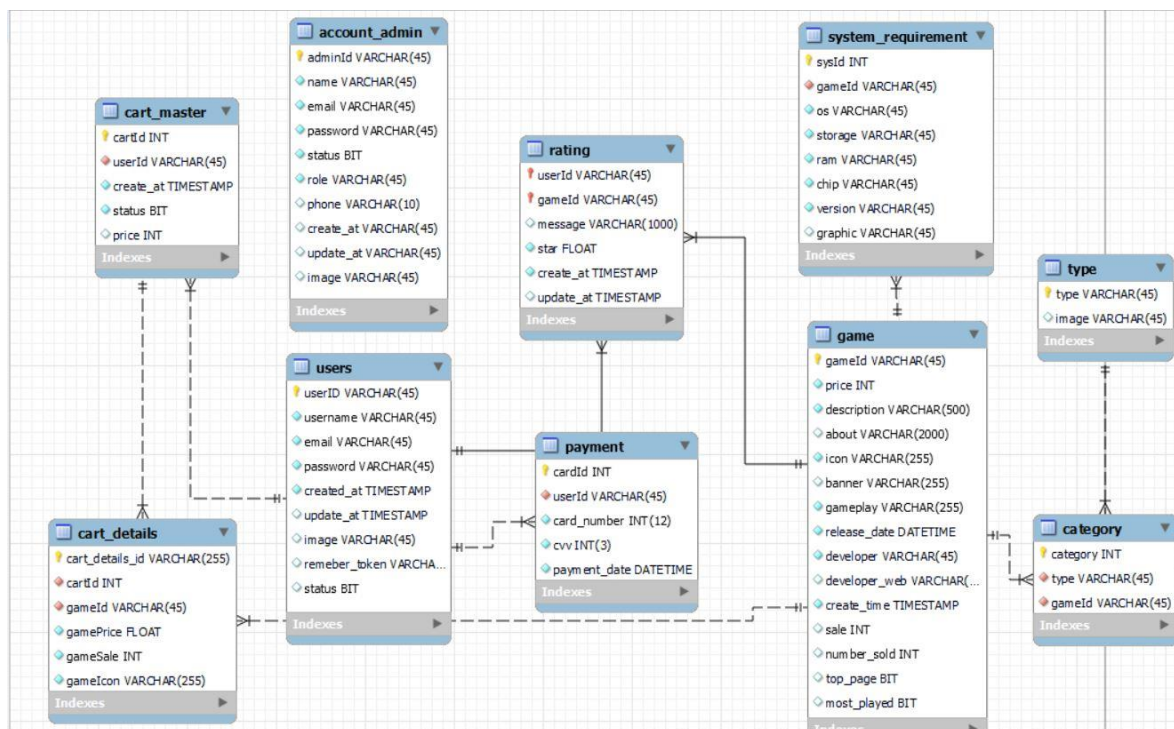 account_admin
adminId VARCHAR(45)
name VARCHAR(45)
email VARCHAR(45)
password VARCHAR(45)
status BIT
role VARCHAR(45)
phone VARCHAR(10)
create_at VARCHAR(45)
update_at VARCHAR(45)
image VARCHAR(45)
Indexes
system_requirement
sysId INT
gameId VARCHAR(45)
os VARCHAR(45)
storage VARCHAR(45)
ram VARCHAR(45)
chip VARCHAR(45)
version VARCHAR(45)
graphic VARCHAR(45)
Indexes
cart_master
cartId INT
userId VARCHAR(45)
create_at TIMESTAMP
status BIT
price INT
Indexes
rating
userId VARCHAR(45)
gameId VARCHAR(45)
message VARCHAR(1000)
star FLOAT
create_at TIMESTAMP
update_at TIMESTAMP
Indexes
type
type VARCHAR(45)
image VARCHAR(45)
Indexes
users
userID VARCHAR(45)
username VARCHAR(45)
email VARCHAR(45)
password VARCHAR(45)
created_at TIMESTAMP
update_at TIMESTAMP
image VARCHAR(45)
remeber_token VARCHA...
status BIT
Indexes
game
gameId VARCHAR(45)
price INT
description VARCHAR(500)
about VARCHAR(2000)
icon VARCHAR(255)
banner VARCHAR(255)
gameplay VARCHAR(255)
release_date DATETIME
developer VARCHAR(45)
developer_web VARCHAR(...
create_time TIMESTAMP
sale INT
number_sold INT
top_page BIT
most_played BIT
Indexes
payment
cardId INT
userId VARCHAR(45)
card_number INT(12)
cvv INT(3)
payment_date DATETIME
Indexes
cart_details
cart_details_id VARCHAR(255)
cartId INT
gameId VARCHAR(45)
gamePrice FLOAT
gameSale INT
gameIcon VARCHAR(255)
Indexes
category
category INT
type VARCHAR(45)
gameId VARCHAR(45)
Indexes